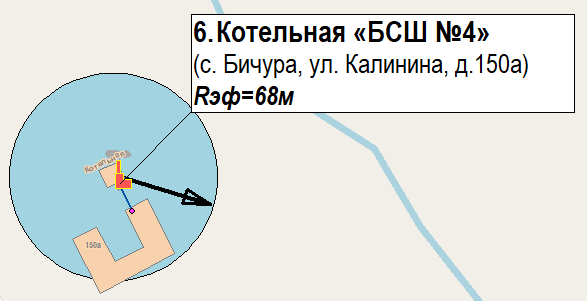 6.Котельная «БСШ №4»
(с. Бичура, ул. Калинина, д.150а)
Rэф=68м
Котельная
150а